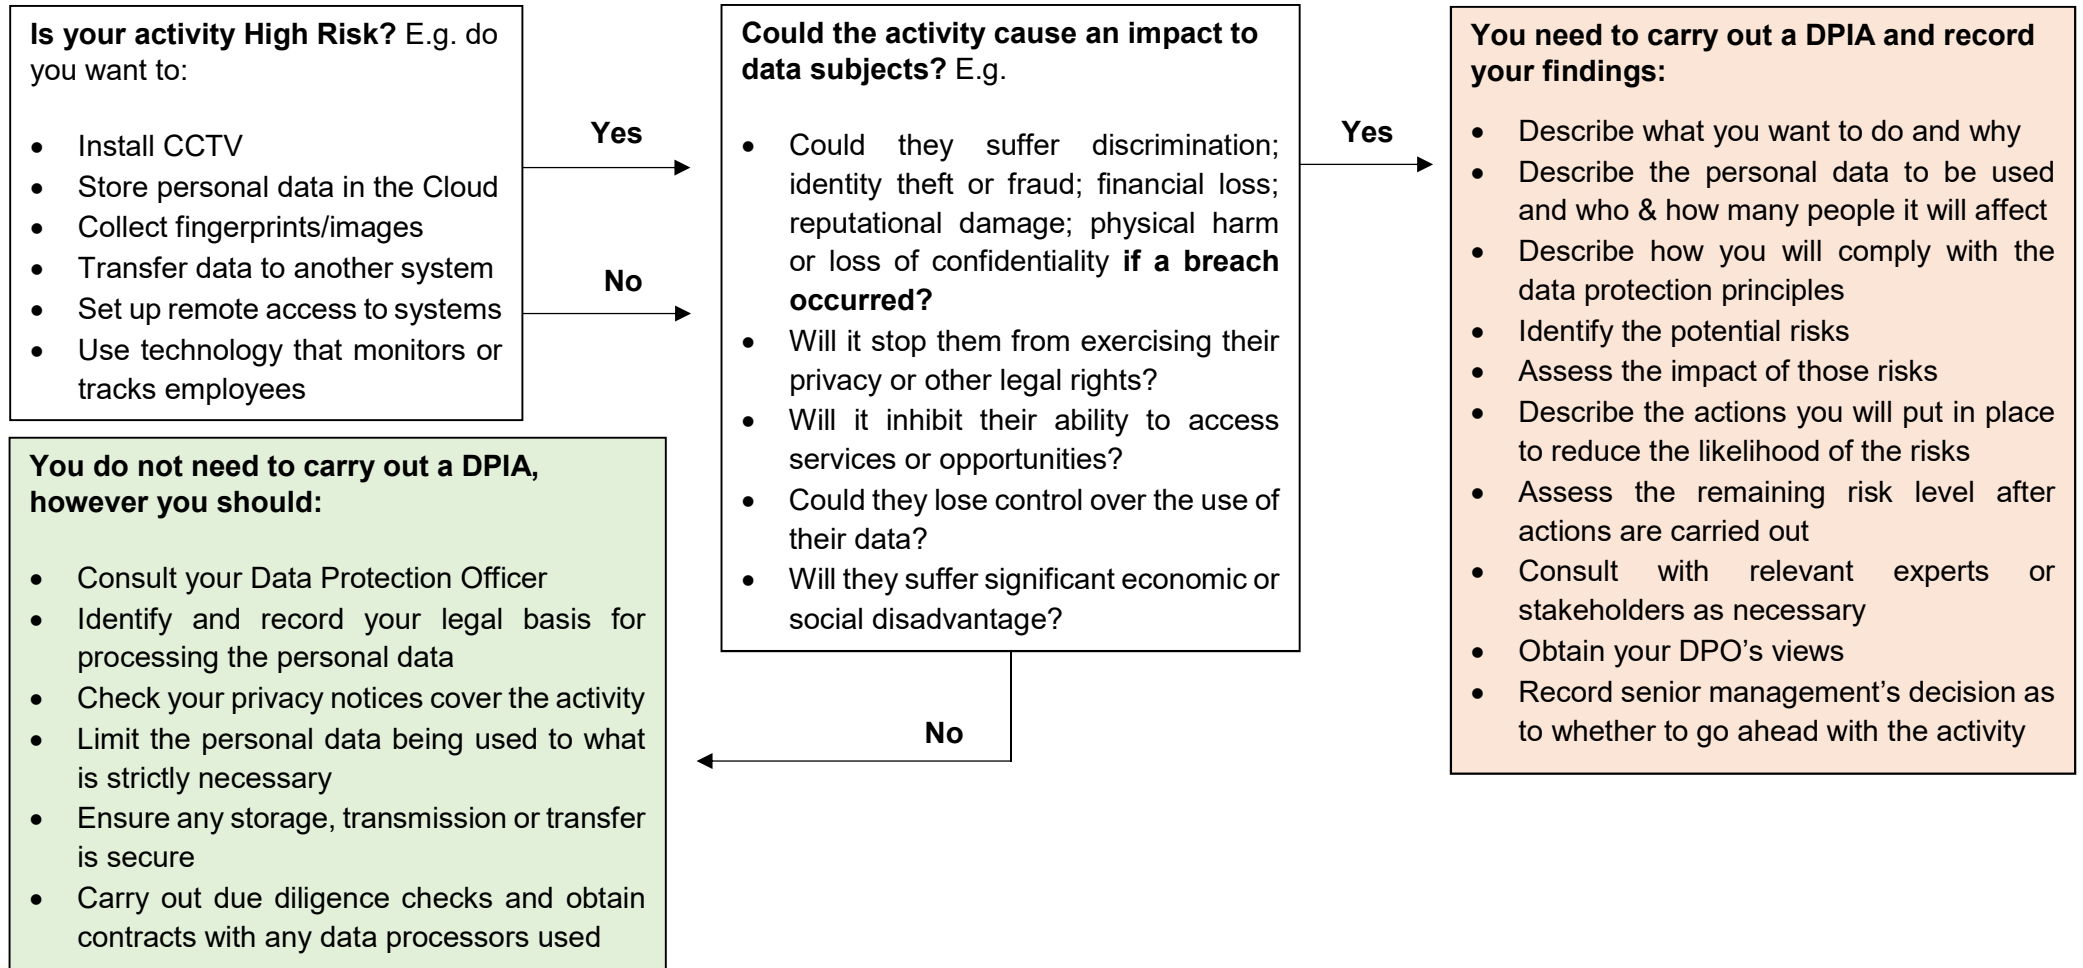 Is your activity High Risk? E.g. do
you want to:
• Install CCTV
• Store personal data in the Cloud
• Collect fingerprints/images
• Transfer data to another system
• Set up remote access to systems
• Use technology that monitors or
tracks employees
Yes
No
Could the activity cause an impact to
data subjects? E.g.
• Could they suffer discrimination;
identity theft or fraud; financial loss;
reputational damage; physical harm
or loss of confidentiality if a breach
occurred?
• Will it stop them from exercising their
privacy or other legal rights?
• Will it inhibit their ability to access
services or opportunities?
• Could they lose control over the use of
their data?
• Will they suffer significant economic or
social disadvantage?
Yes
No
You need to carry out a DPIA and record
your findings:
• Describe what you want to do and why
• Describe the personal data to be used
and who & how many people it will affect
• Describe how you will comply with the
data protection principles
• Identify the potential risks
• Assess the impact of those risks
• Describe the actions you will put in place
to reduce the likelihood of the risks
• Assess the remaining risk level after
actions are carried out
• Consult with relevant experts or
stakeholders as necessary
• Obtain your DPO’s views
• Record senior management’s decision as
to whether to go ahead with the activity
You do not need to carry out a DPIA,
however you should:
• Consult your Data Protection Officer
• Identify and record your legal basis for
processing the personal data
• Check your privacy notices cover the activity
• Limit the personal data being used to what
is strictly necessary
• Ensure any storage, transmission or transfer
is secure
• Carry out due diligence checks and obtain
contracts with any data processors used